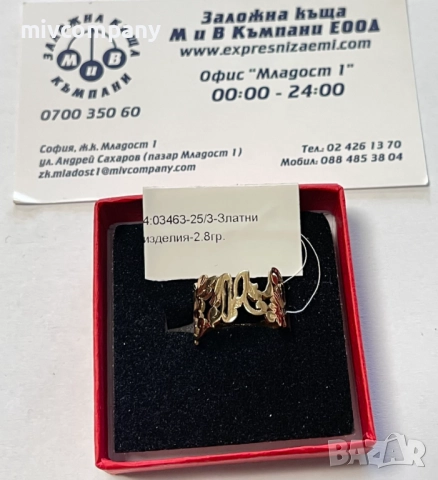 mivcompany
ЗАЛОЖНА КЪЩА
М и В
КЪМПАНИ
0700 350 60
Заложна къща
М и В Къмпани ЕООД
www.expresnizaemi.com
Офис "Младост 1"
00:00 - 24:00
София, ж.к. Младост 1
ул. Андрей Сахаров (пазар Младост 1)
zk.mladost1@mivcompany.com
Тел.: 02 426 13 70
Мобил: 088 485 38 04
4:03463-25/3-Златни
изделия-2.8гр.
BAZAR